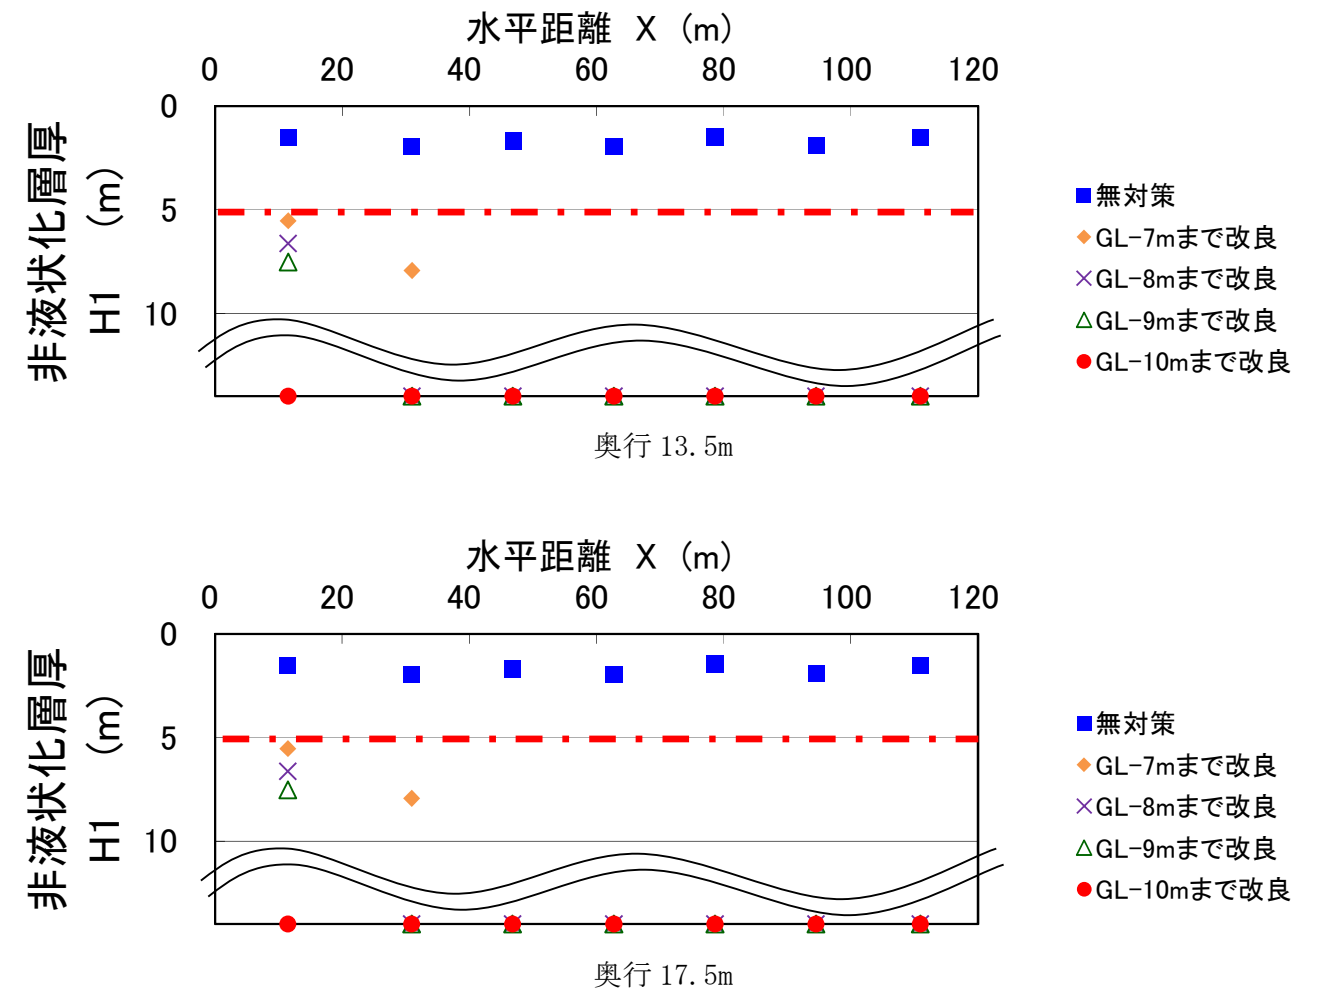 水平距離 X (m)
0 20 40 60 80 100 120
非液状化層厚
H1 (m)
0
5
10
■無対策
◆GL-7mまで改良
×GL-8mまで改良
△GL-9mまで改良
●GL-10mまで改良
奥行 13.5m
水平距離 X (m)
0 20 40 60 80 100 120
非液状化層厚
H1 (m)
0
5
10
■無対策
◆GL-7mまで改良
×GL-8mまで改良
△GL-9mまで改良
●GL-10mまで改良
奥行 17.5m